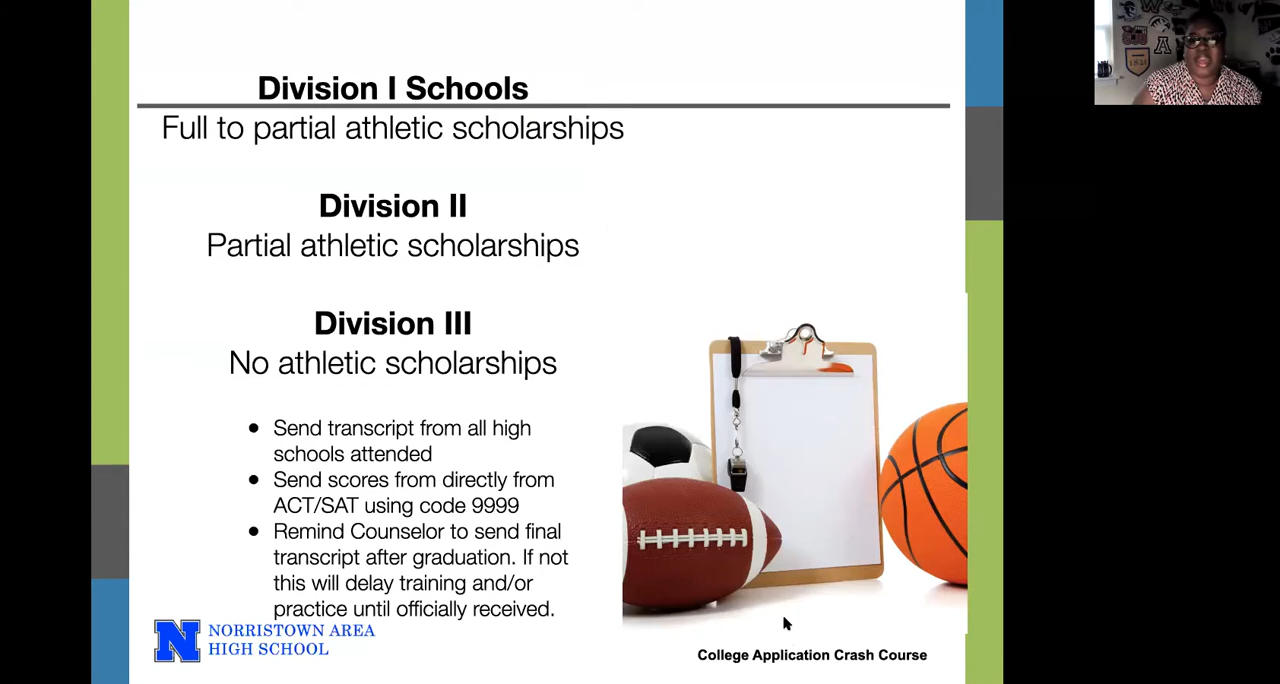 Division I Schools
Full to partial athletic scholarships
Division II
Partial athletic scholarships
Division III
No athletic scholarships
● Send transcript from all high
schools attended
● Send scores from directly from
ACT/SAT using code 9999
● Remind Counselor to send final
transcript after graduation. If not
this will delay training and/or
practice until officially received.
N NORRISTOWN AREA
HIGH SCHOOL
College Application Crash Course